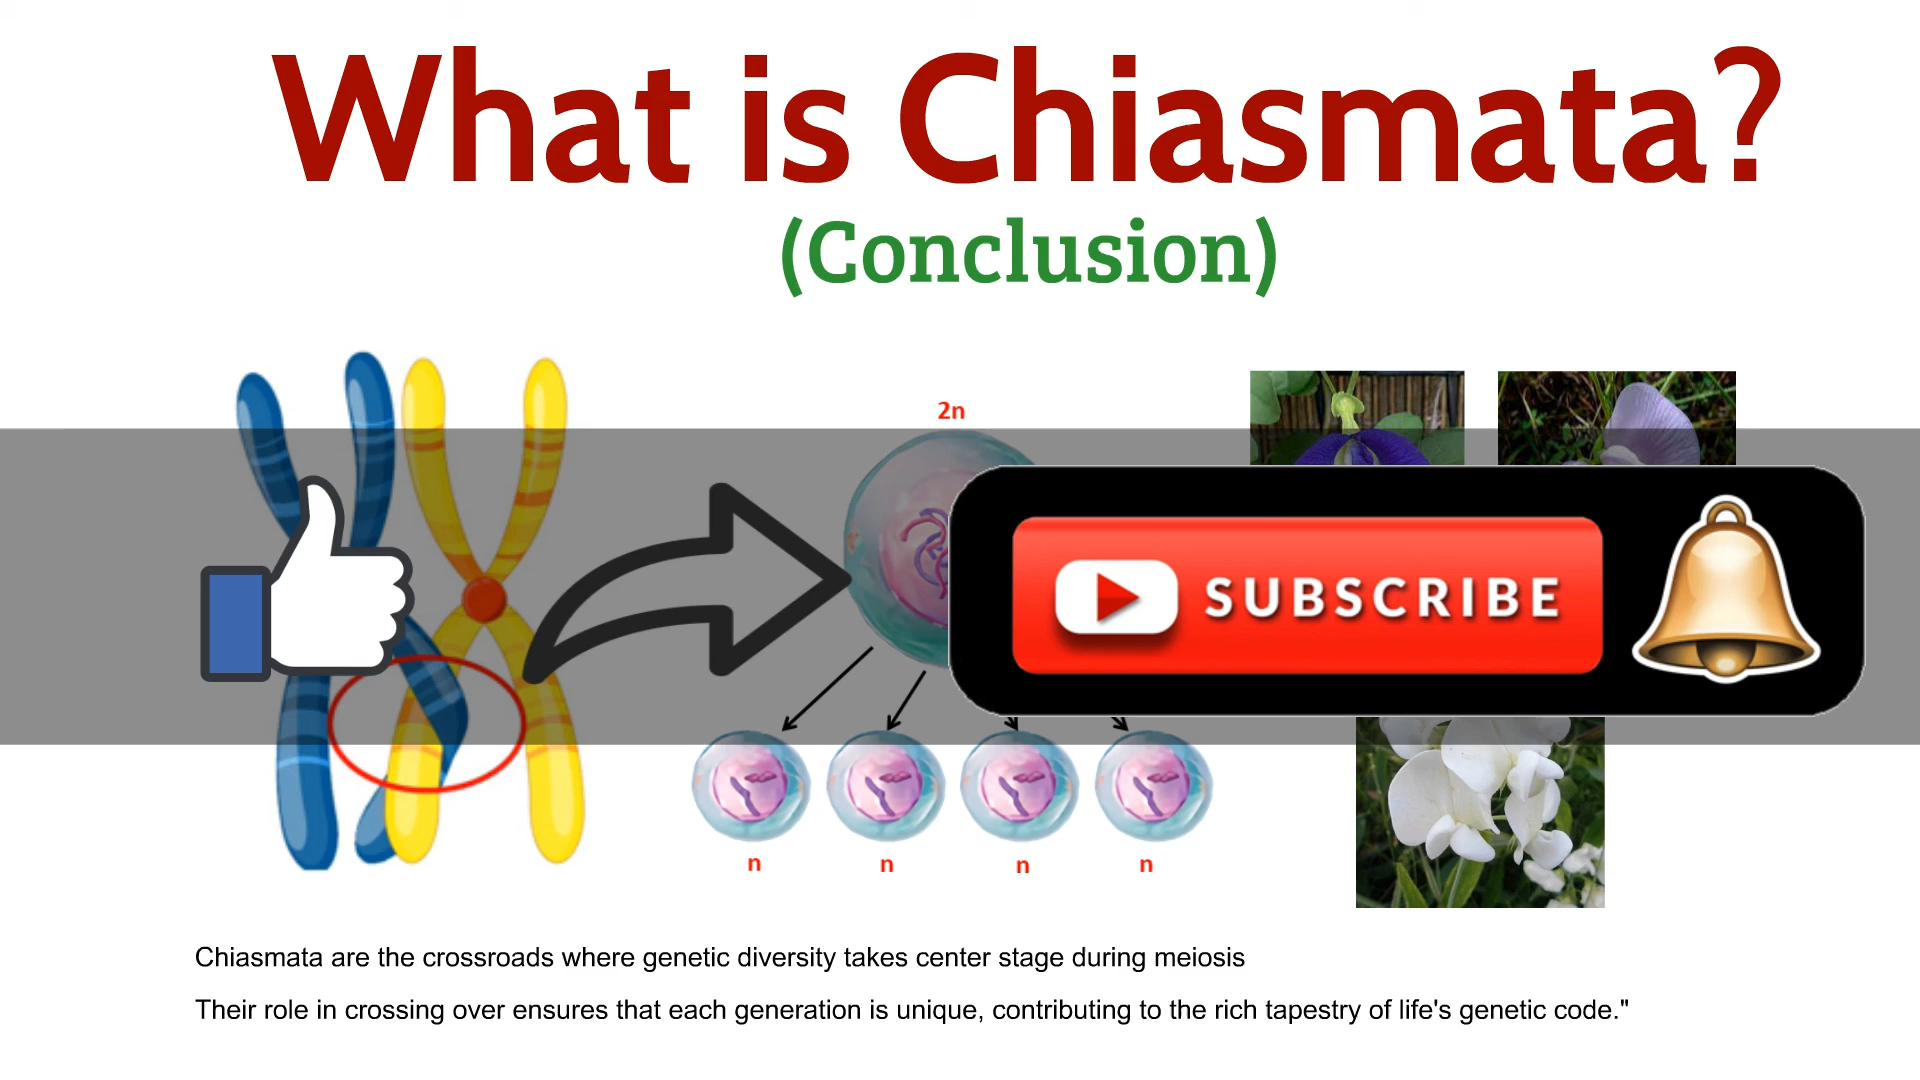 What is Chiasmata?
(Conclusion)
2n
SUBSCRIBE
n n n n
Chiasmata are the crossroads where genetic diversity takes center stage during meiosis
Their role in crossing over ensures that each generation is unique, contributing to the rich tapestry of life's genetic code."